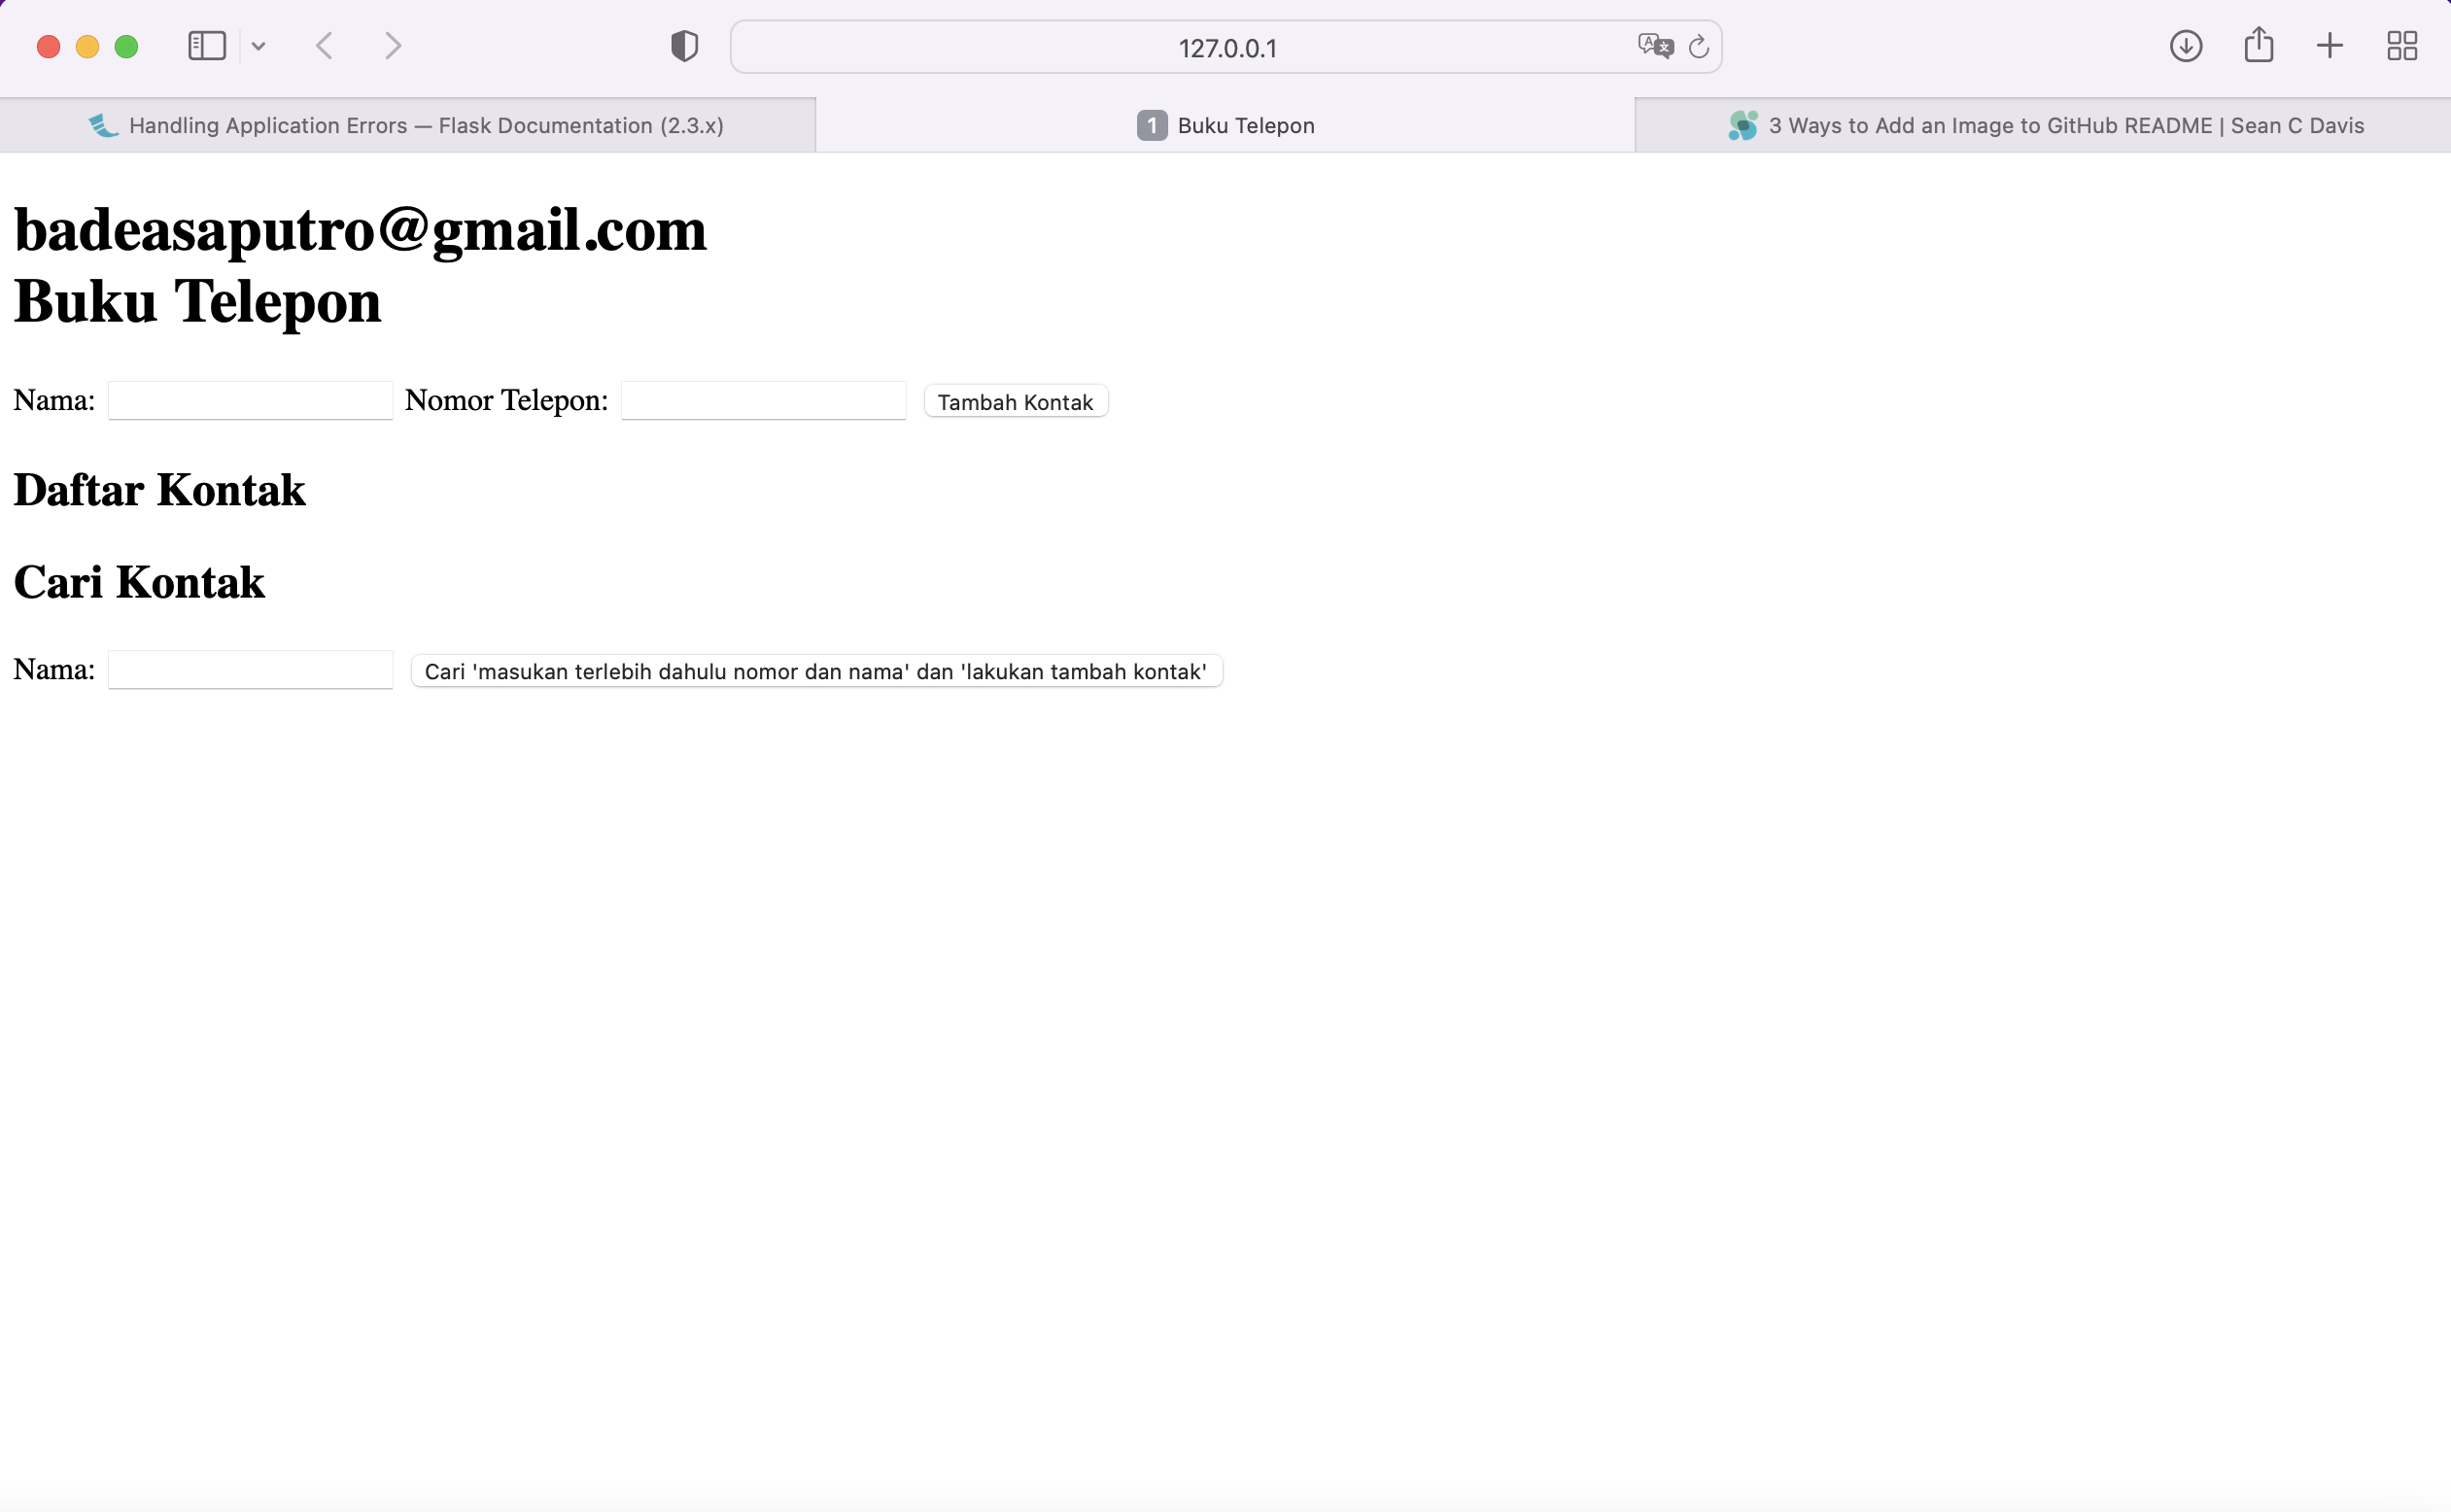 127.0.0.1
Handling Application Errors — Flask Documentation (2.3.x)
1 Buku Telepon
3 Ways to Add an Image to GitHub README | Sean C Davis
badeasaputro@gmail.com
Buku Telepon
Nama: Nomor Telepon: Tambah Kontak
Daftar Kontak
Cari Kontak
Nama: Cari 'masukan terlebih dahulu nomor dan nama' dan 'lakukan tambah kontak'